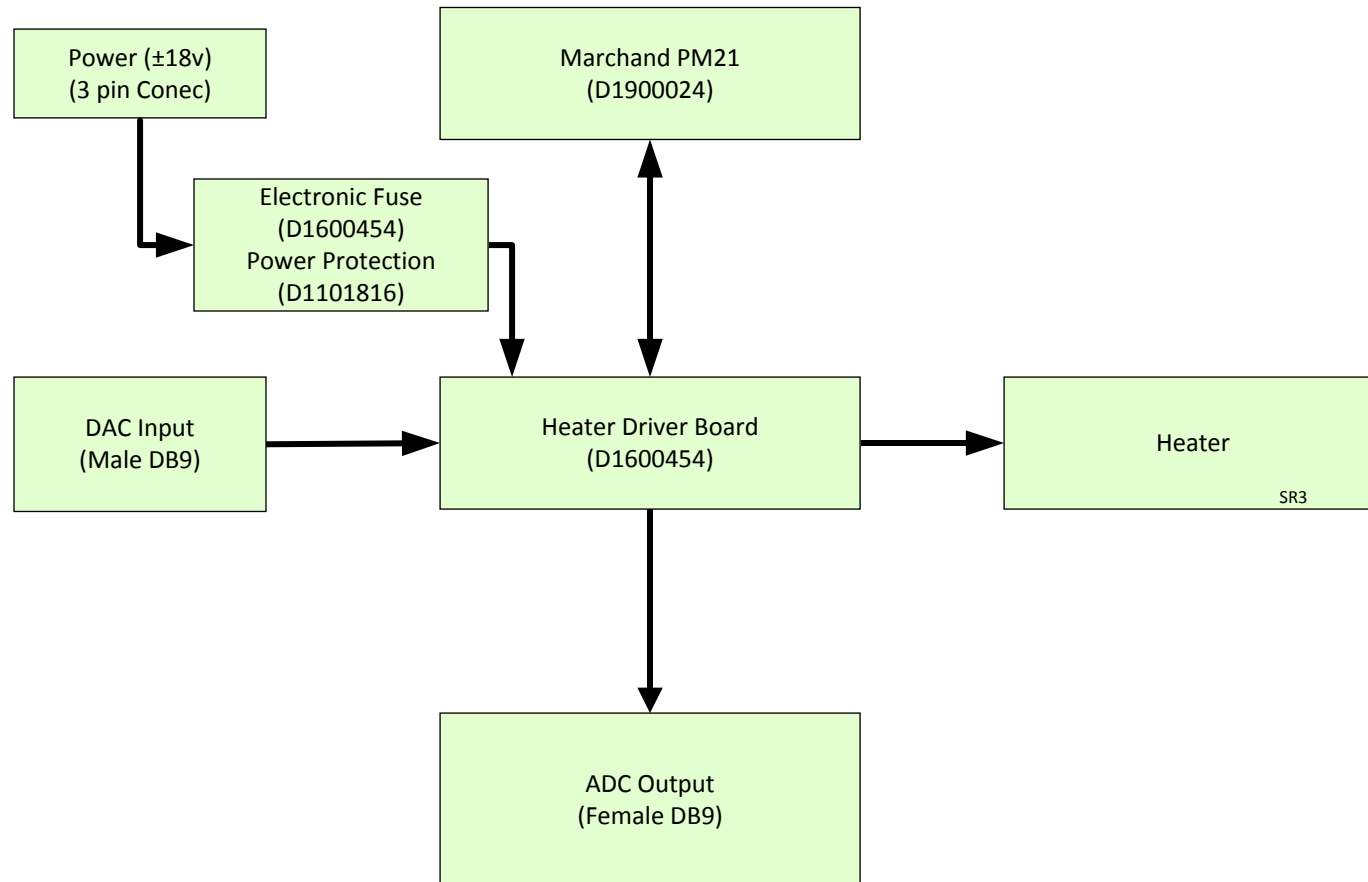 Power (±18v)
(3 pin Conec)
Marchand PM21
(D1900024)
Electronic Fuse
(D1600454)
Power Protection
(D1101816)
DAC Input
(Male DB9)
Heater Driver Board
(D1600454)
Heater
SR3
ADC Output
(Female DB9)